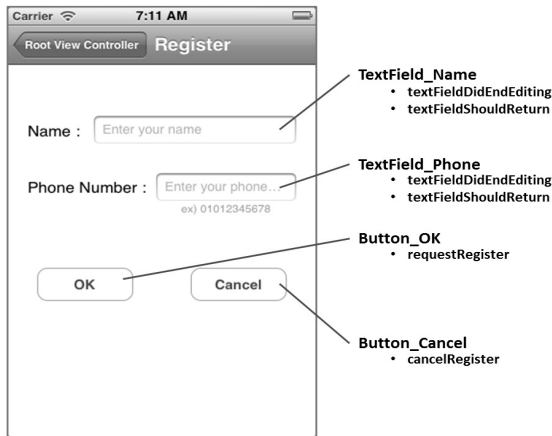 Carrier 7:11 AM
Root View Controller Register
Name : Enter your name
Phone Number : Enter your phone...
ex) 01012345678
OK Cancel
TextField_Name
• textFieldDidEndEditing
• textFieldShouldReturn
TextField_Phone
• textFieldDidEndEditing
• textFieldShouldReturn
Button_OK
• requestRegister
Button_Cancel
• cancelRegister